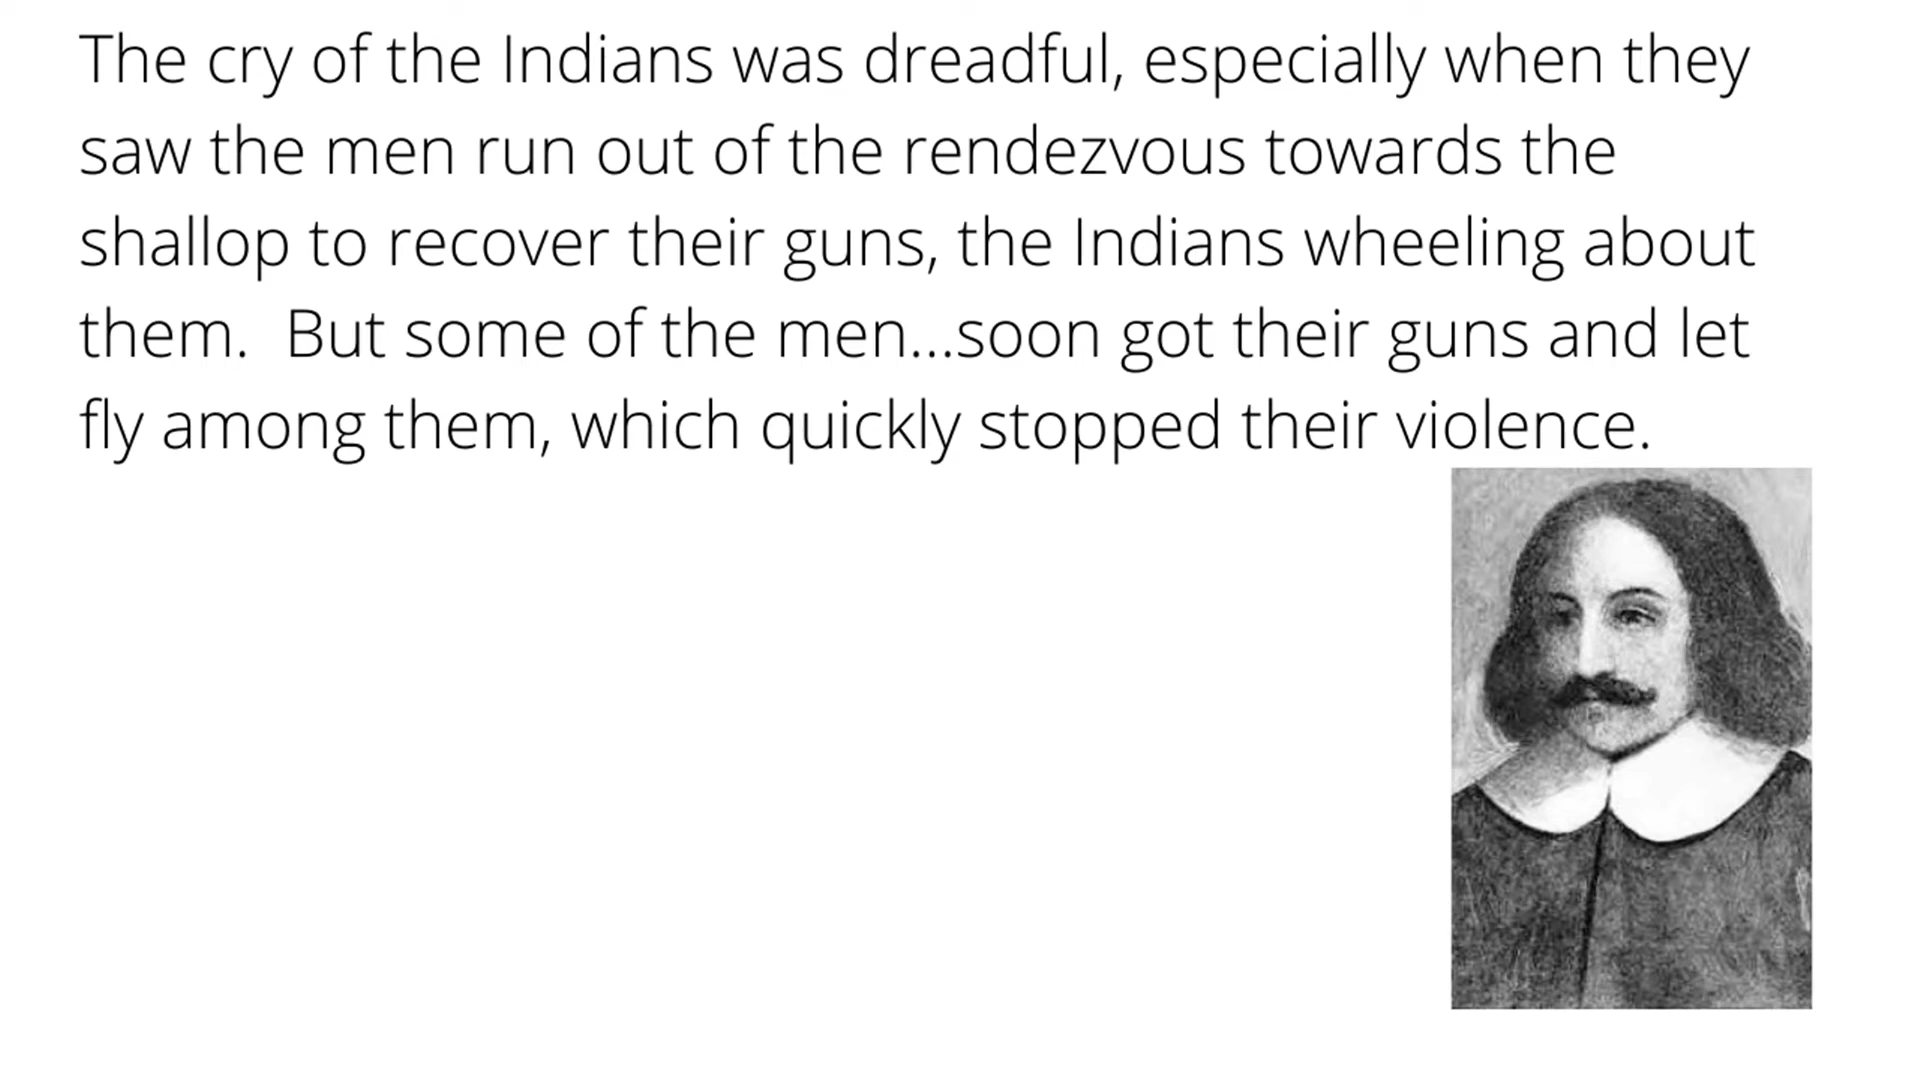 The cry of the Indians was dreadful, especially when they
saw the men run out of the rendezvous towards the
shallop to recover their guns, the Indians wheeling about
them.  But some of the men...soon got their guns and let
fly among them, which quickly stopped their violence.